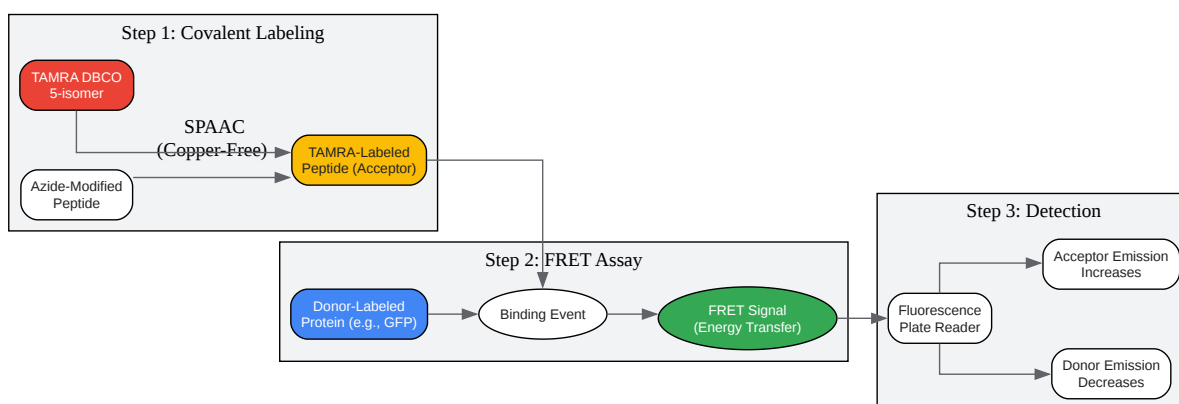 Step 1: Covalent Labeling
TAMRA DBCO
5-isomer
SPAAC
(Copper-Free)
TAMRA-Labeled
Peptide (Acceptor)
Azide-Modified
Peptide
Step 2: FRET Assay
Donor-Labeled
Protein (e.g., GFP)
Binding Event
FRET Signal
(Energy Transfer)
Step 3: Detection
Fluorescence
Plate Reader
Acceptor Emission
Increases
Donor Emission
Decreases